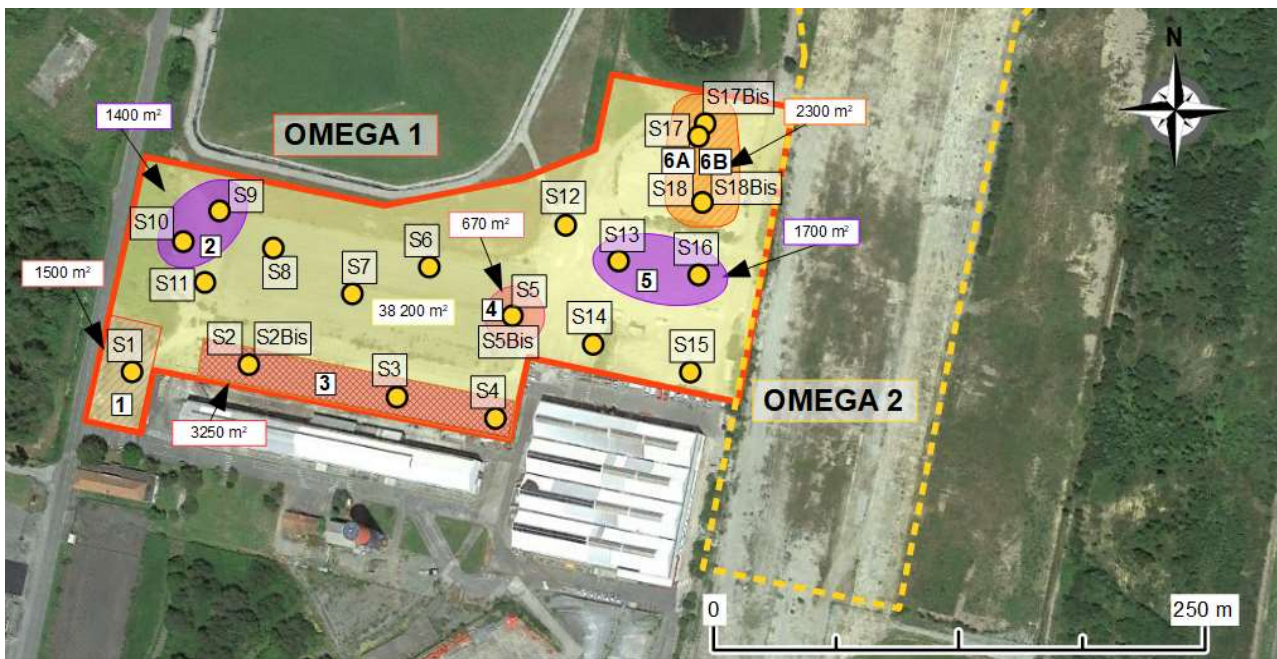 N
S17Bis
1400 m²
OMEGA 1
S17
2300 m²
6A
6B
S9
S18
S18Bis
S12
S10
2
670 m²
S13
S16
1700 m²
S6
1500 m²
S11
S8
S7
5
38 200 m²
4
S5
S5Bis
S14
S1
S2
S2Bis
S15
3
S3
S4
1
OMEGA 2
3250 m²
0
250 m